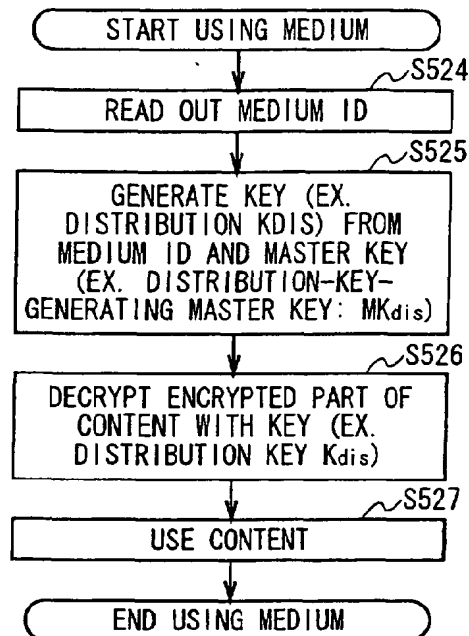 START USING MEDIUM
S524
READ OUT MEDIUM ID
S525
GENERATE KEY (EX.
DISTRIBUTION KDIS) FROM
MEDIUM ID AND MASTER KEY
(EX. DISTRIBUTION-KEY-
GENERATING MASTER KEY: MKdis)
S526
DECRYPT ENCRYPTED PART OF
CONTENT WITH KEY (EX.
DISTRIBUTION KEY Kdis)
S527
USE CONTENT
END USING MEDIUM